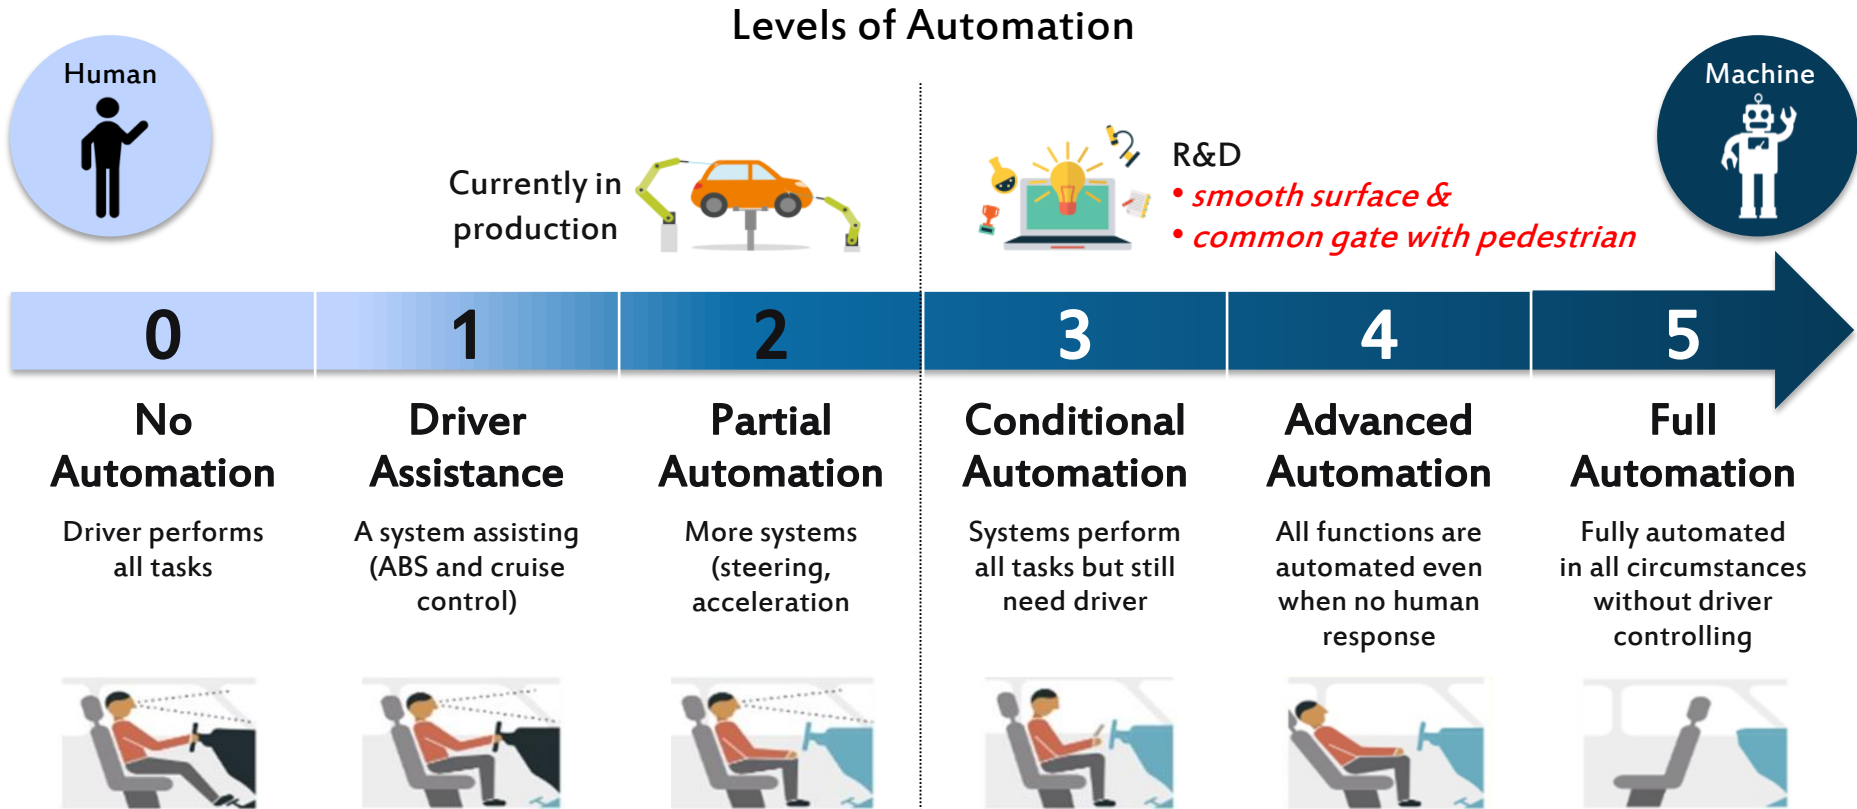 Levels of Automation
Human
Machine
Currently in
production
R&D
• smooth surface &
• common gate with pedestrian
0
1
2
3
4
5
No
Automation
Driver performs
all tasks
Driver
Assistance
A system assisting
(ABS and cruise
control)
Partial
Automation
More systems
(steering,
acceleration
Conditional
Automation
Systems perform
all tasks but still
need driver
Advanced
Automation
All functions are
automated even
when no human
response
Full
Automation
Fully automated
in all circumstances
without driver
controlling